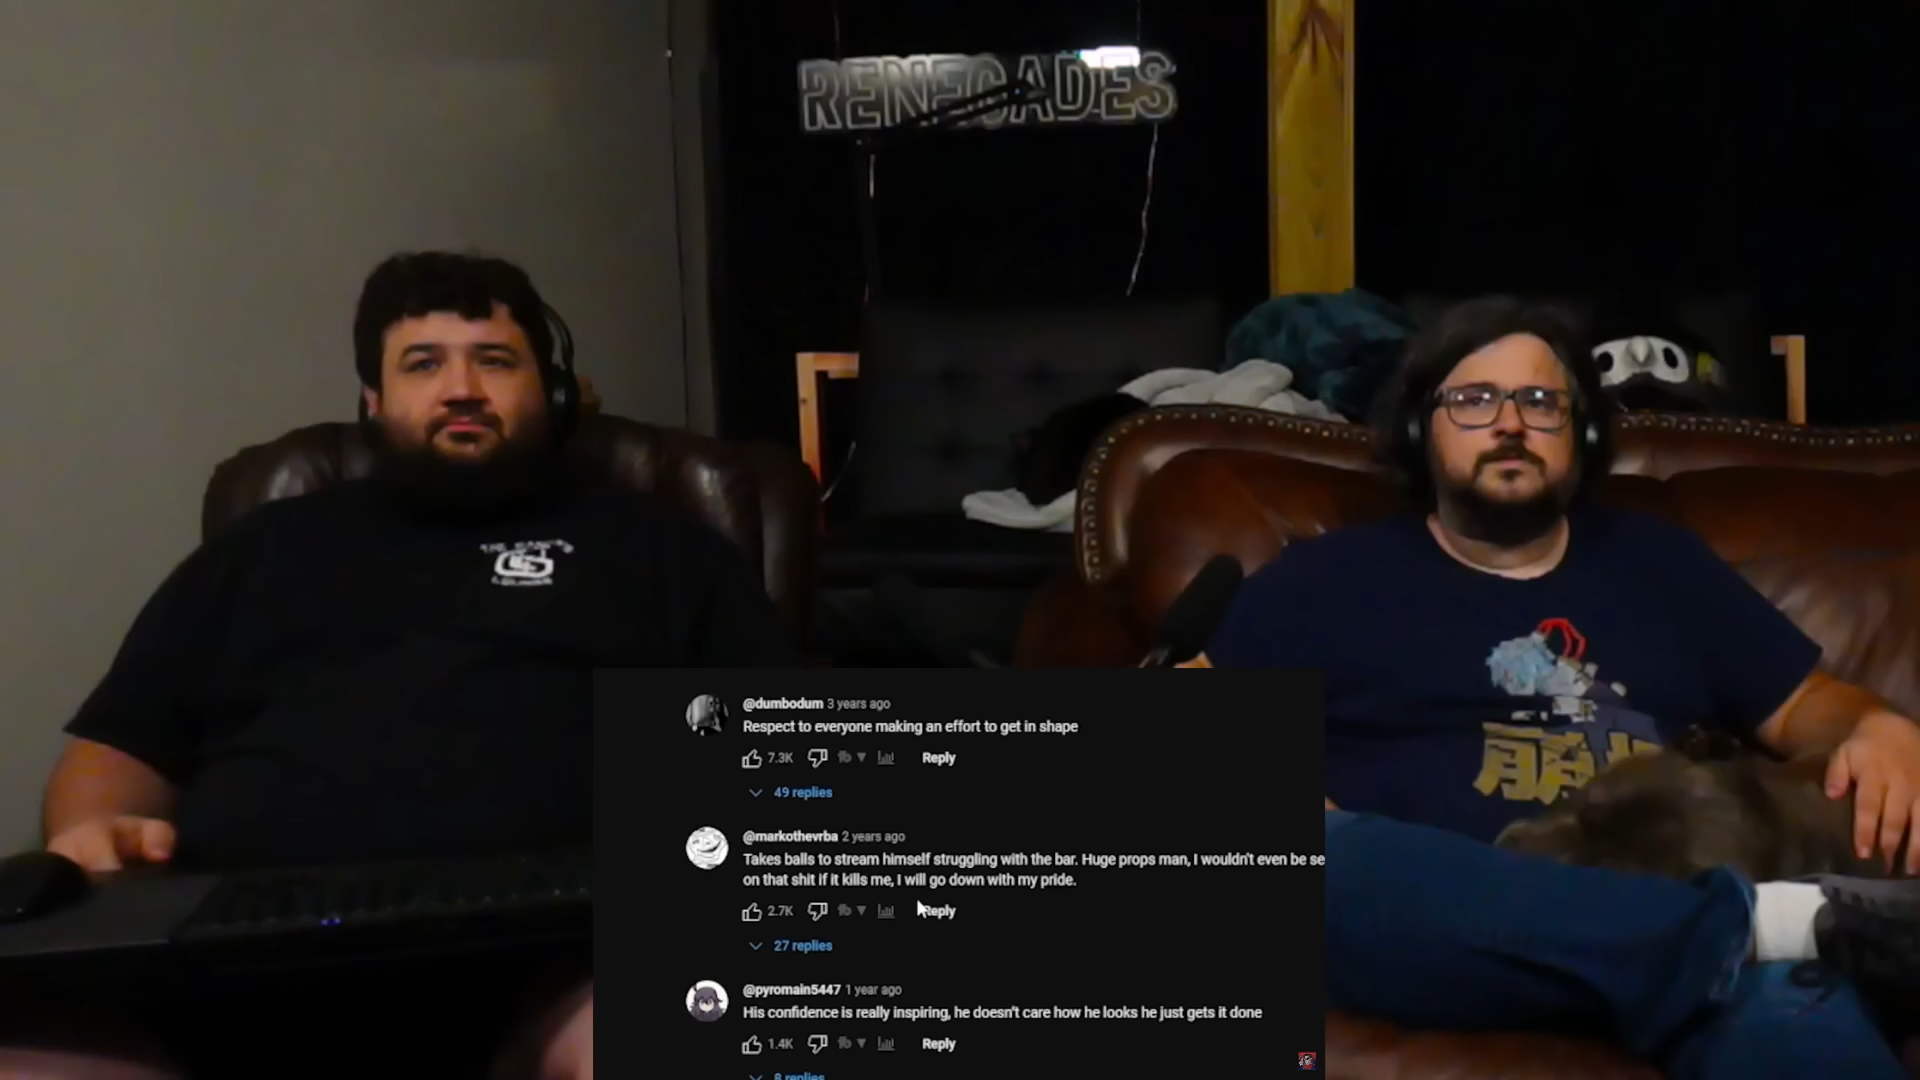 RENEGADES
@dumbodum 3 years ago
Respect to everyone making an effort to get in shape
7.3K Reply
49 replies
@markothevrba 2 years ago
Takes balls to stream himself struggling with the bar. Huge props man, I wouldn't even be se
on that shit if it kills me, I will go down with my pride.
2.7K Reply
27 replies
@pyromain5447 1 year ago
His confidence is really inspiring, he doesn't care how he looks he just gets it done
1.4K Reply
8 replies